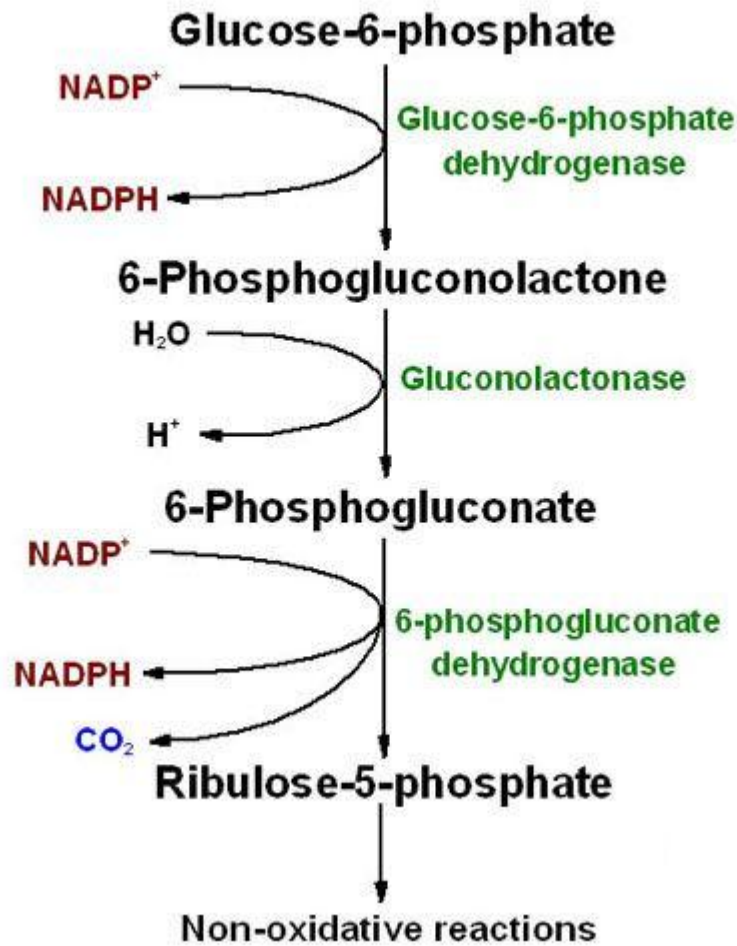 Glucose-6-phosphate
NADP⁺
Glucose-6-phosphate
dehydrogenase
NADPH
6-Phosphogluconolactone
H₂O
Gluconolactonase
H⁺
6-Phosphogluconate
NADP⁺
6-phosphogluconate
dehydrogenase
NADPH
CO₂
Ribulose-5-phosphate
Non-oxidative reactions